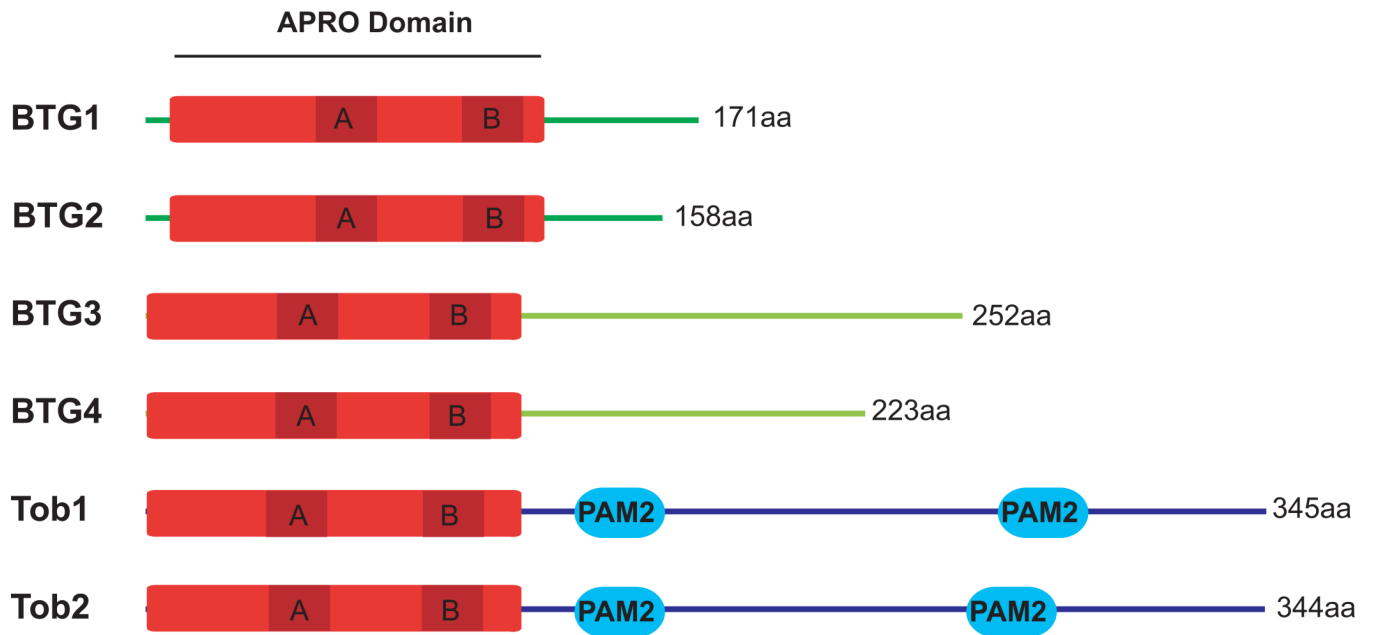 APRO Domain
BTG1 A B 171aa
BTG2 A B 158aa
BTG3 A B 252aa
BTG4 A B 223aa
Tob1 A B PAM2 PAM2 345aa
Tob2 A B PAM2 PAM2 344aa